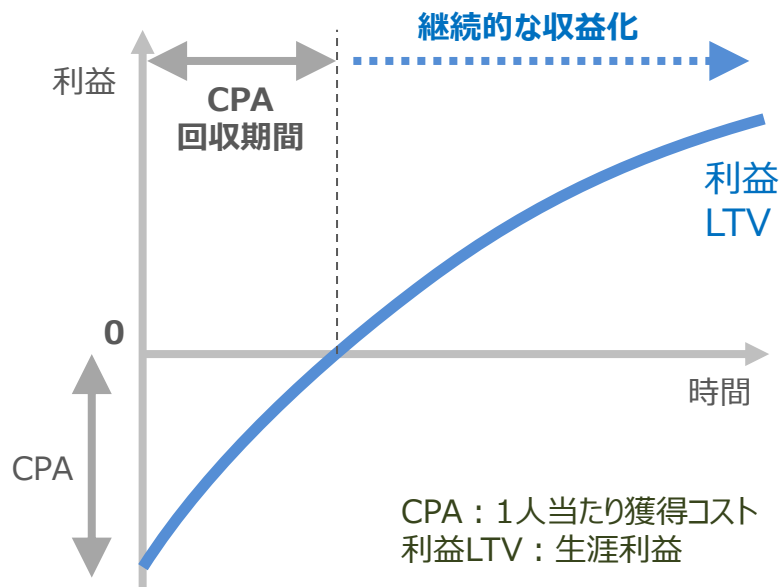 継続的な収益化
利益
CPA
回収期間
利益
LTV
0
時間
CPA
CPA：1人当たり獲得コスト
利益LTV：生涯利益